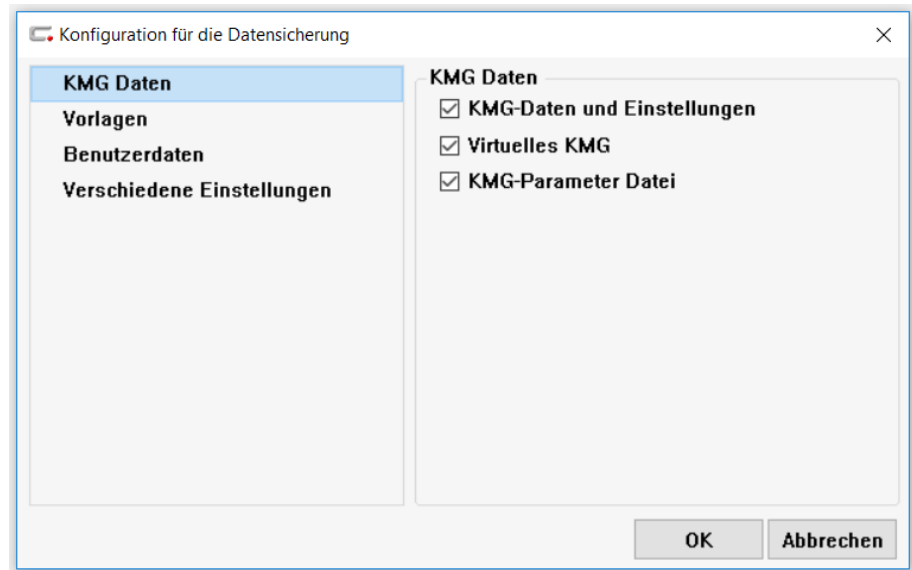 Konfiguration für die Datensicherung
KMG Daten
Vorlagen
Benutzerdaten
Verschiedene Einstellungen
KMG Daten
KMG-Daten und Einstellungen
Virtuelles KMG
KMG-Parameter Datei
OK
Abbrechen